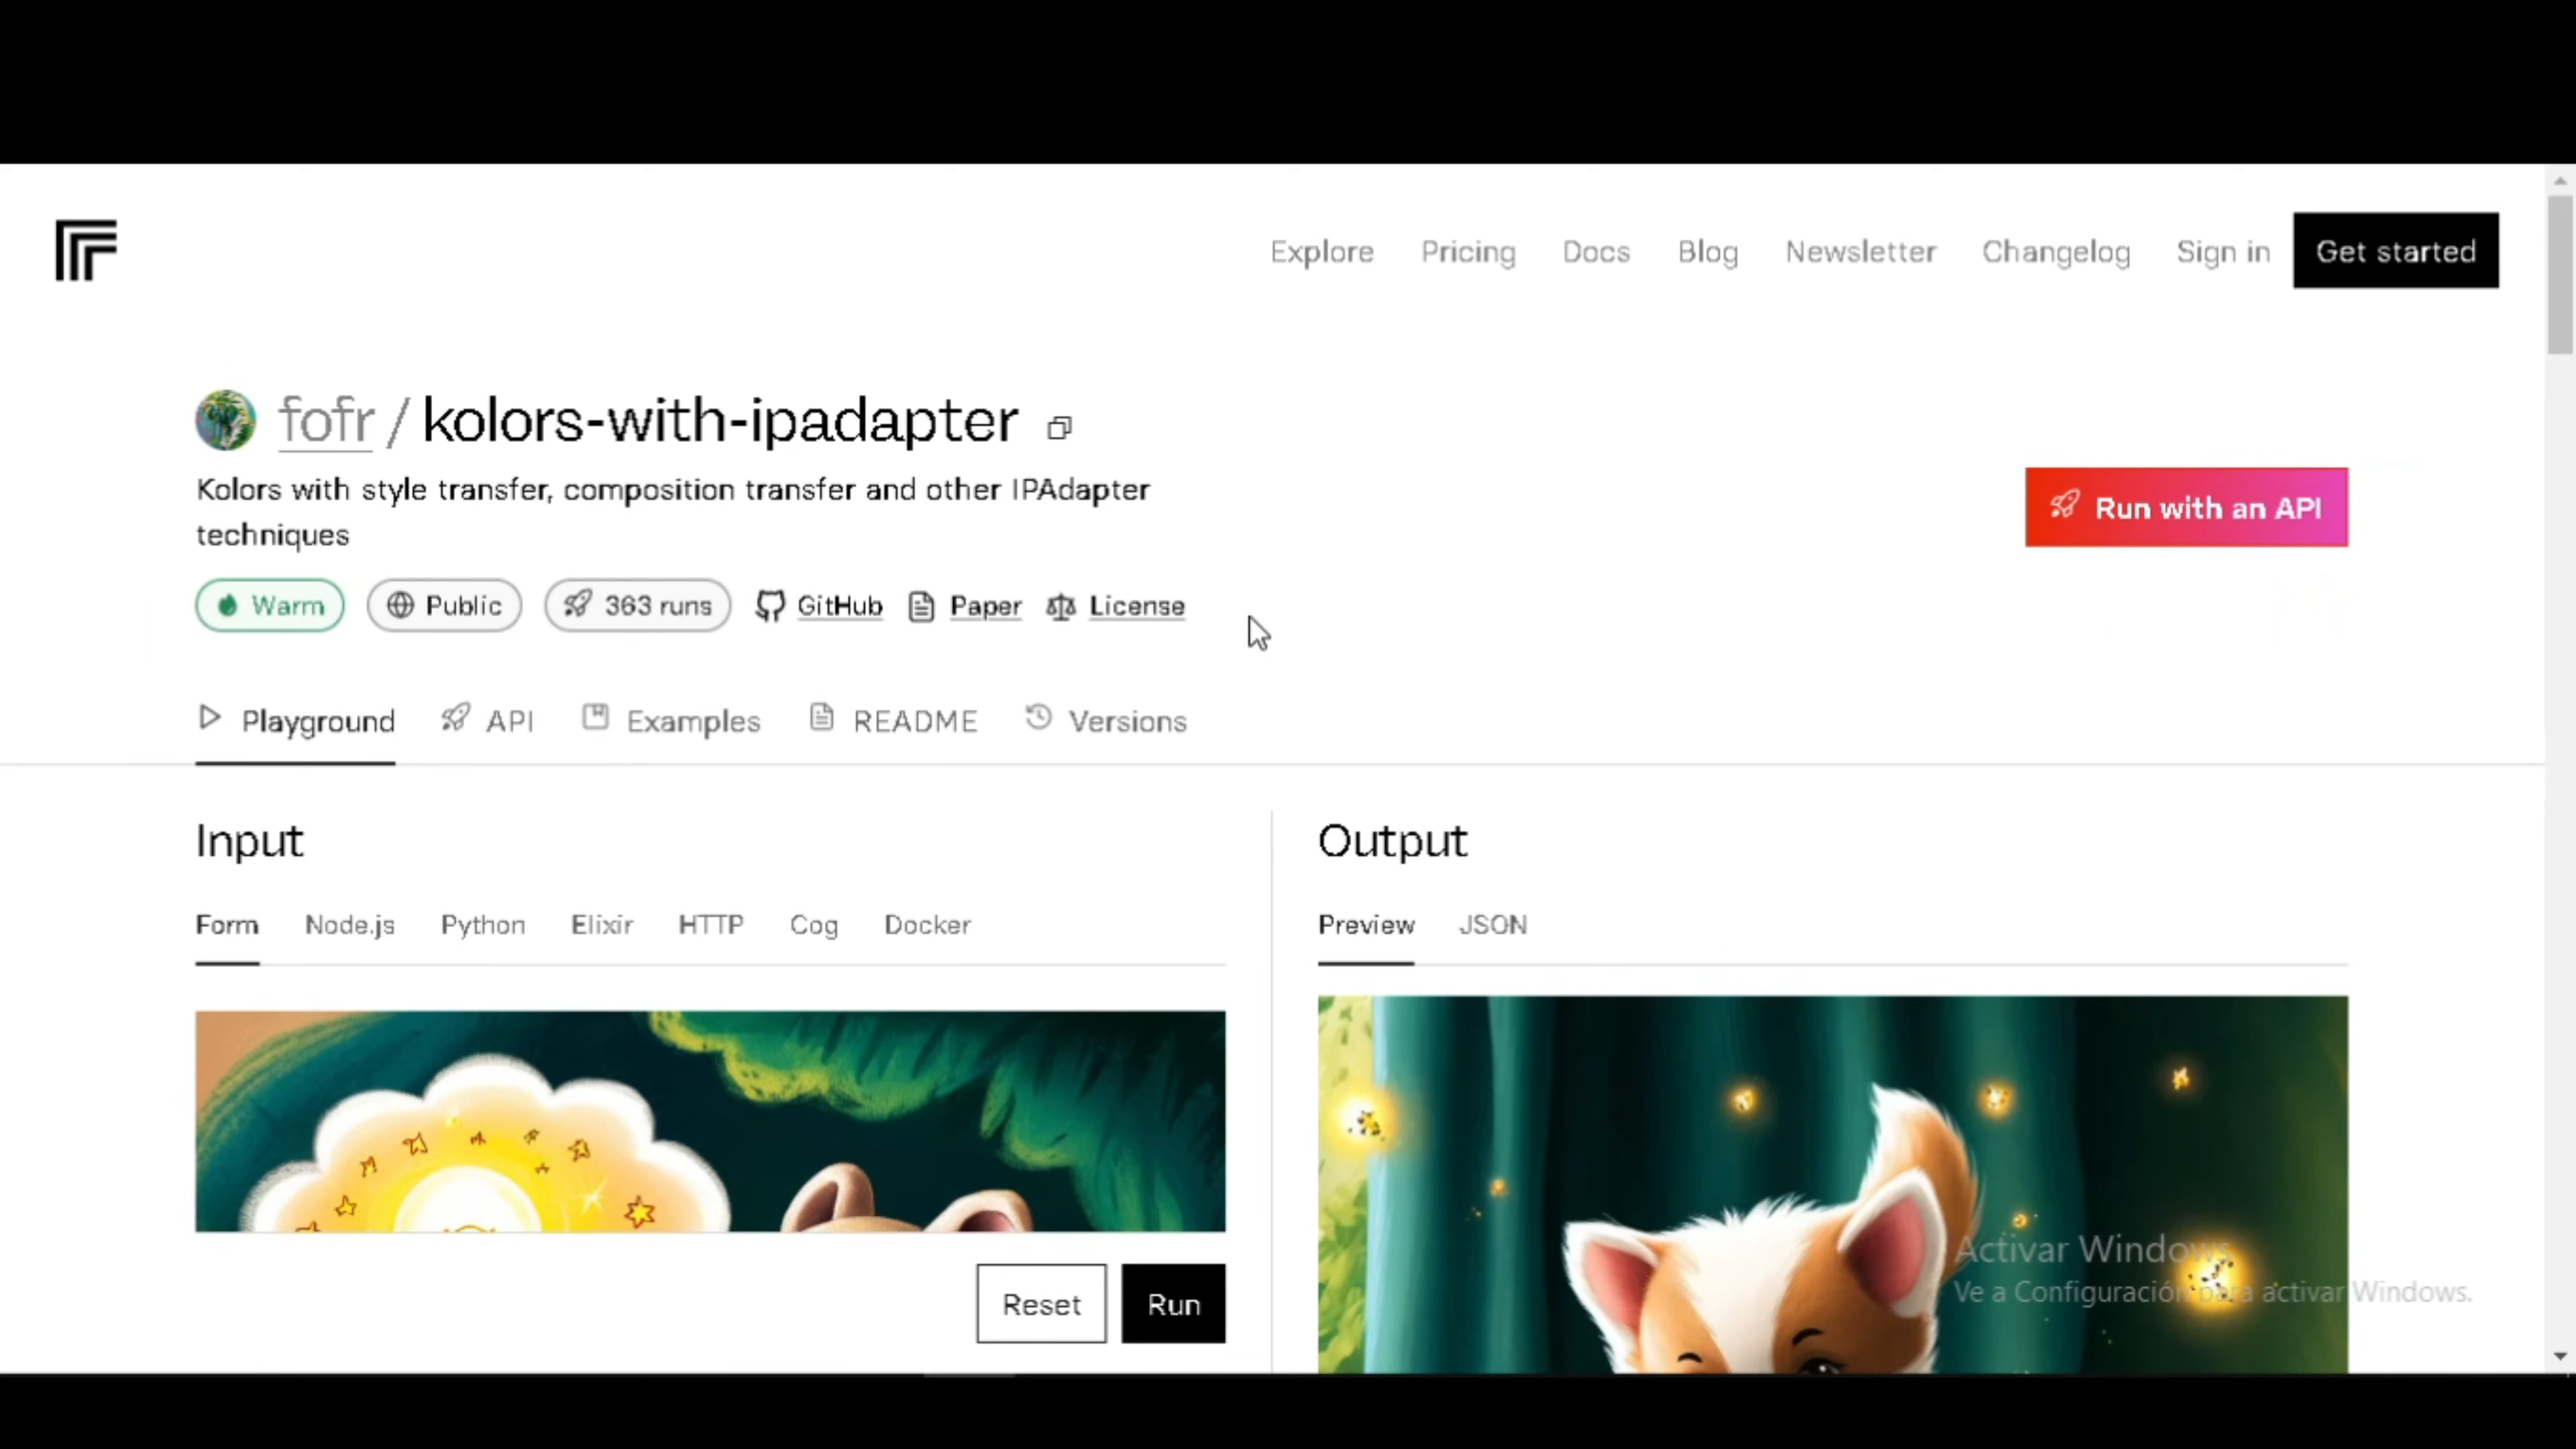 Explore Pricing Docs Blog Newsletter Changelog Sign in Get started
fofr / kolors-with-ipadapter
Kolors with style transfer, composition transfer and other IPAdapter
techniques
Run with an API
Warm Public 363 runs GitHub Paper License
Playground API Examples README Versions
Input
Output
Form Node.js Python Elixir HTTP Cog Docker
Preview JSON
Activar Windows
Ve a Configuración para activar Windows.
Reset Run